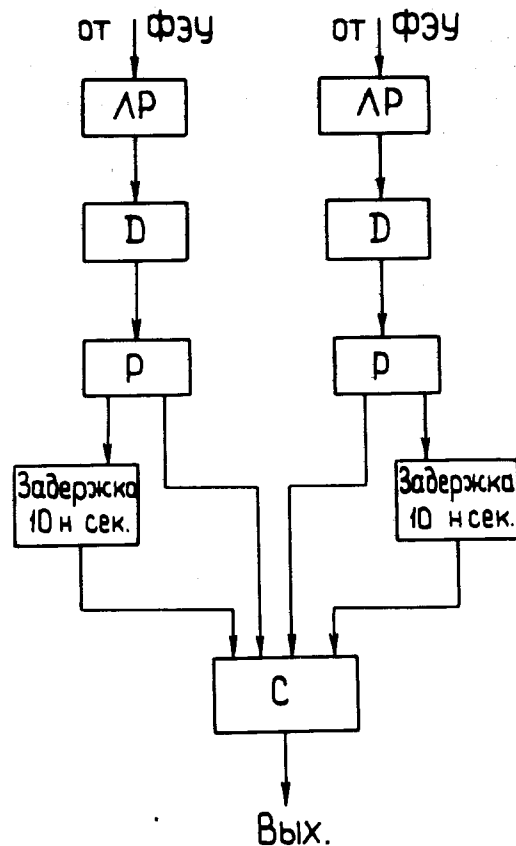 от ФЭУ
от ФЭУ
ЛР
ЛР
D
D
P
P
Задержка
10 н сек.
Задержка
10 н сек.
С
Вых.